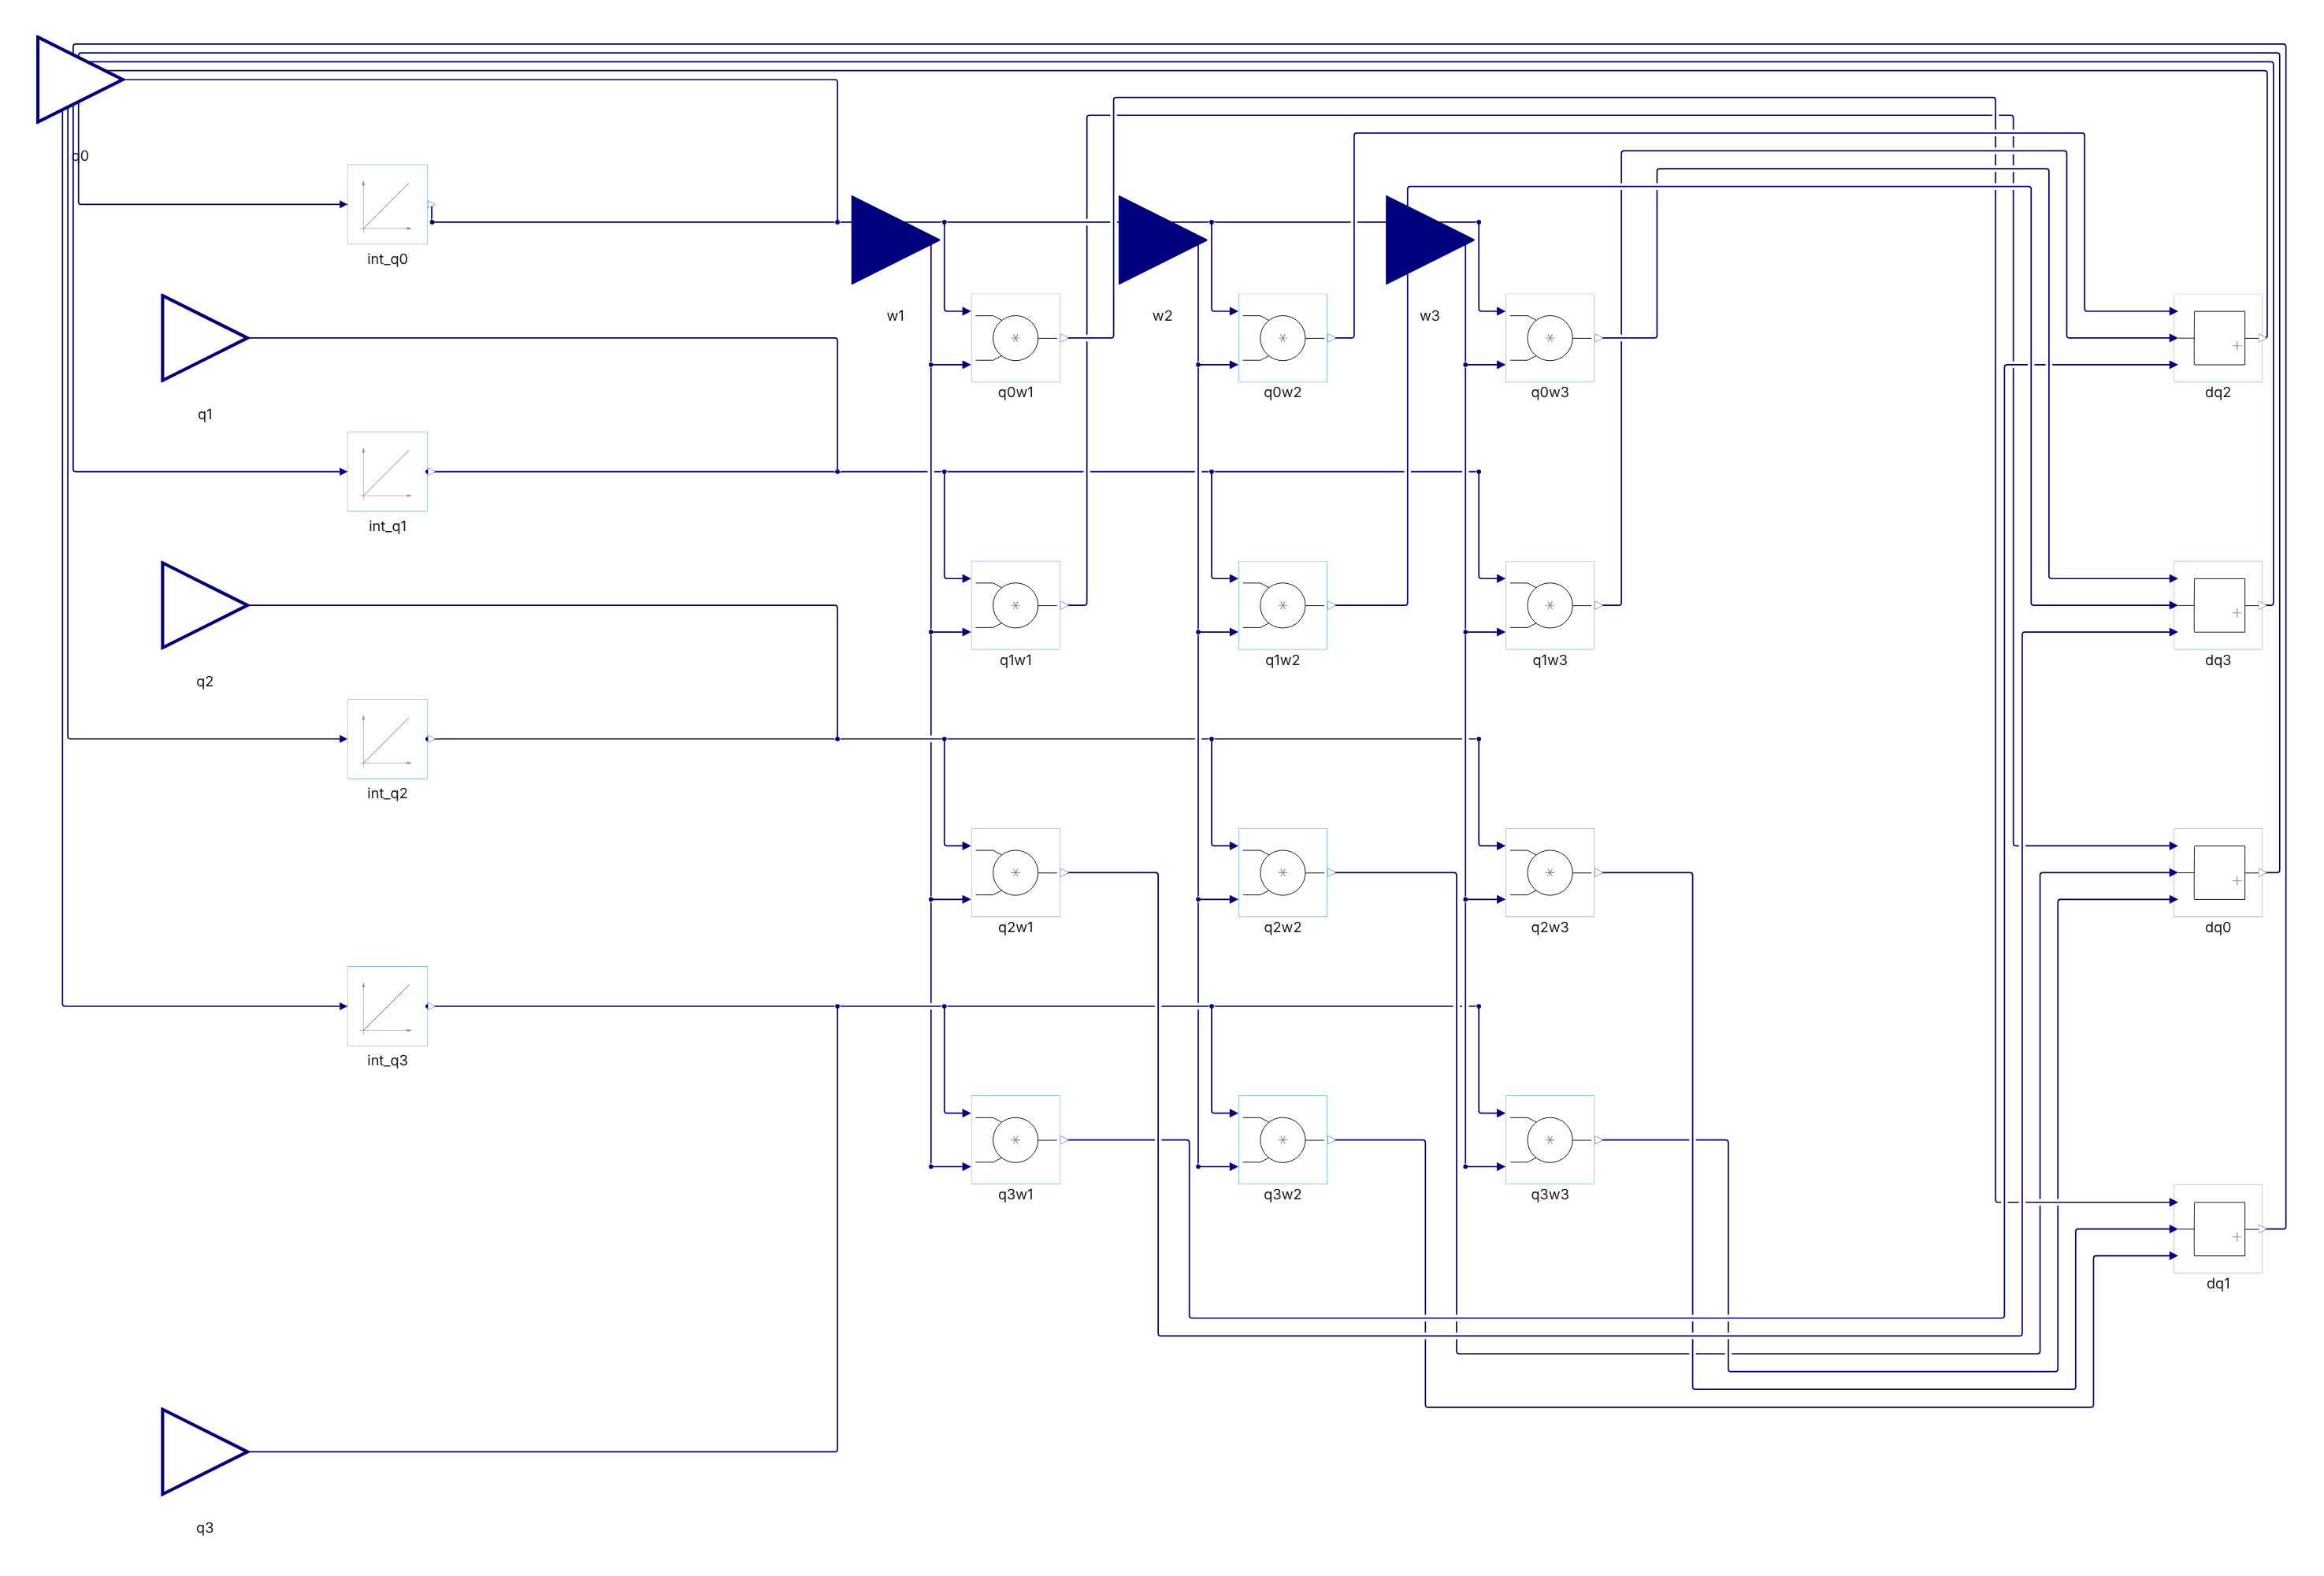 q0
int_q0
w1
w2
w3
*
*
*
+
q0w1
q0w2
q0w3
dq2
q1
int_q1
*
*
*
+
q1w1
q1w2
q1w3
dq3
q2
int_q2
*
*
*
+
q2w1
q2w2
q2w3
dq0
int_q3
*
*
*
q3w1
q3w2
q3w3
+
dq1
q3